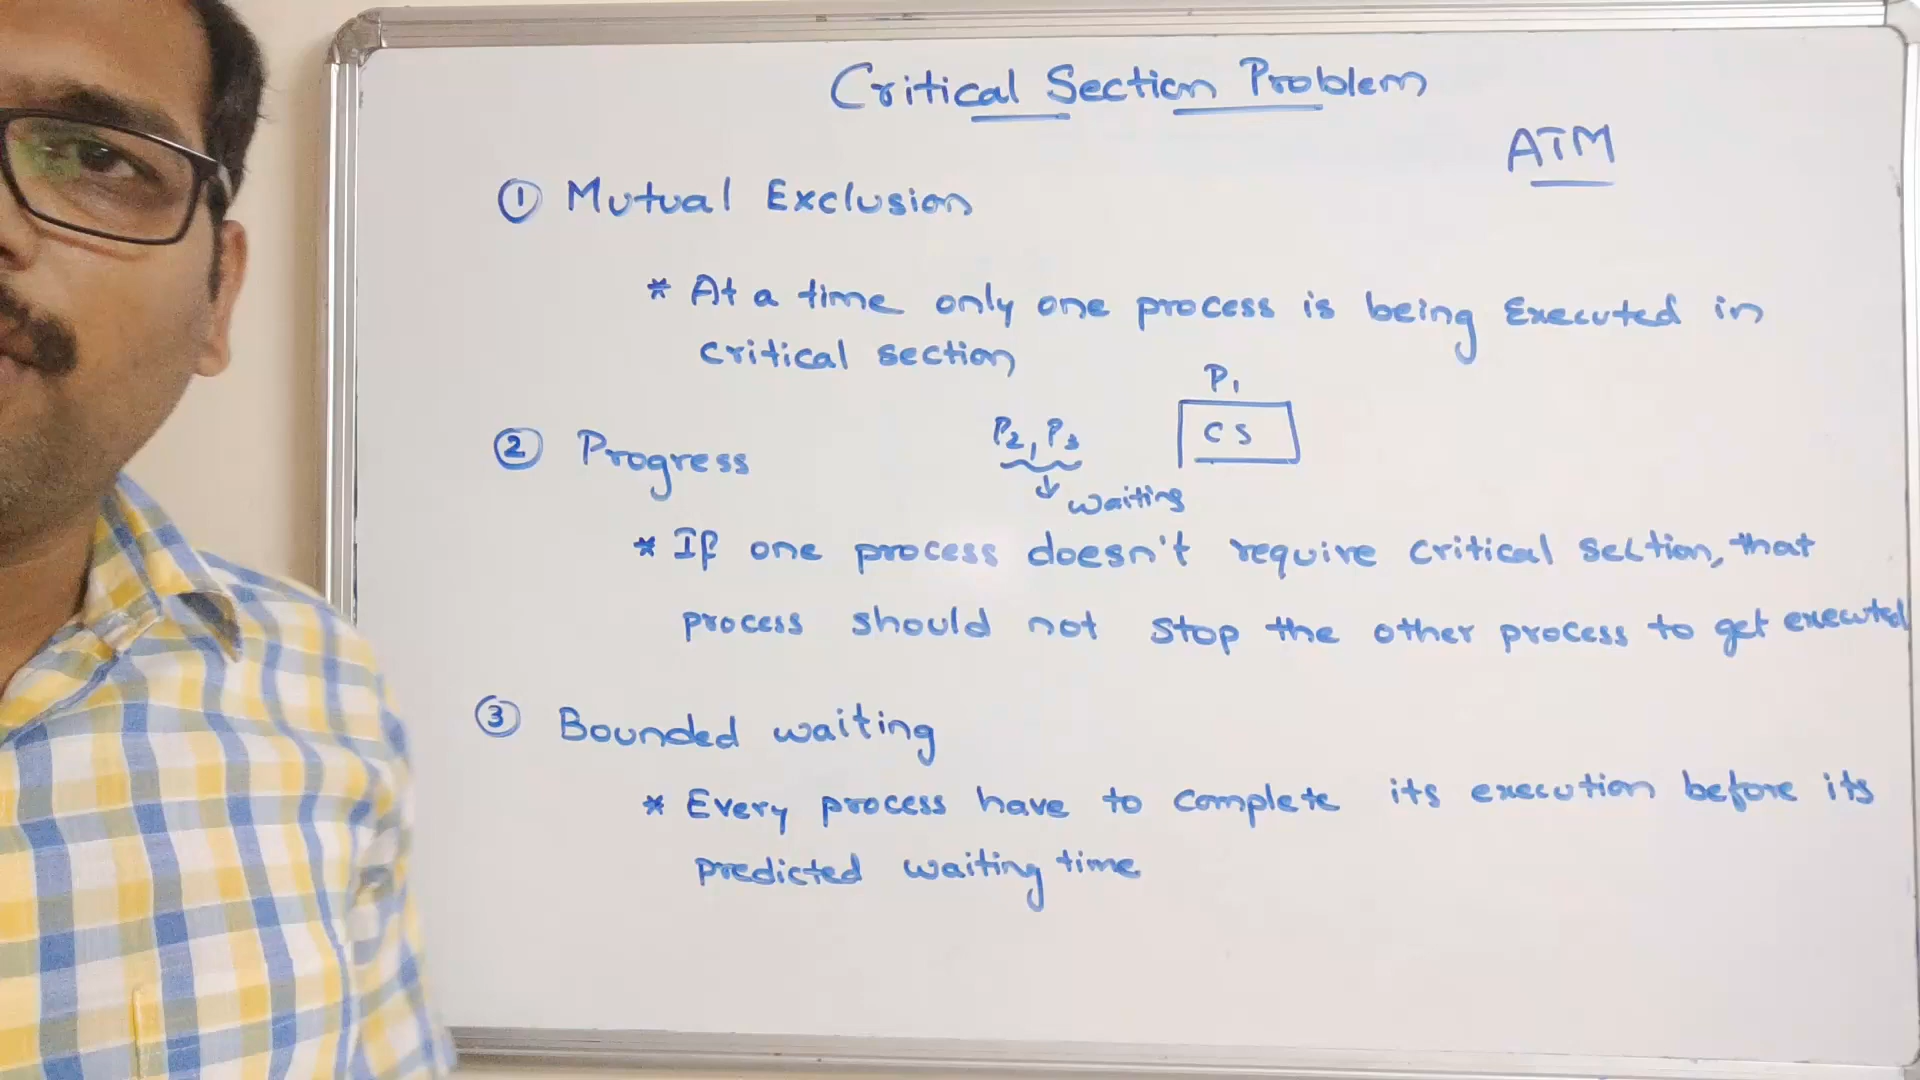 Critical Section Problem
ATM
① Mutual Exclusion
* At a time only one process is being Executed in
critical section
P1
CS
P2, P3
waiting
② Progress
* If one process doesn't require critical section, that
process should not stop the other process to get executed
③ Bounded waiting
* Every process have to complete its execution before its
predicted waiting time